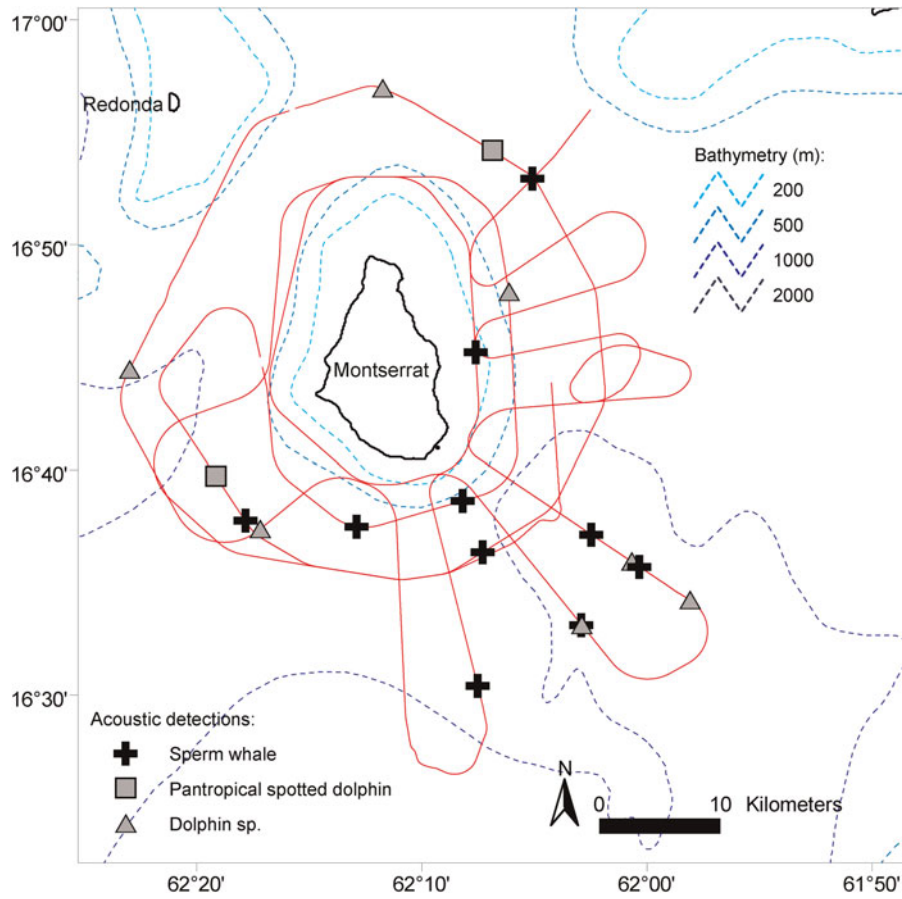 17°00'
Redonda
Bathymetry (m):
200
500
1000
2000
16°50'
Montserrat
16°40'
16°30'
Acoustic detections:
Sperm whale
Pantropical spotted dolphin
Dolphin sp.
N
0 10 Kilometers
62°20' 62°10' 62°00' 61°50'